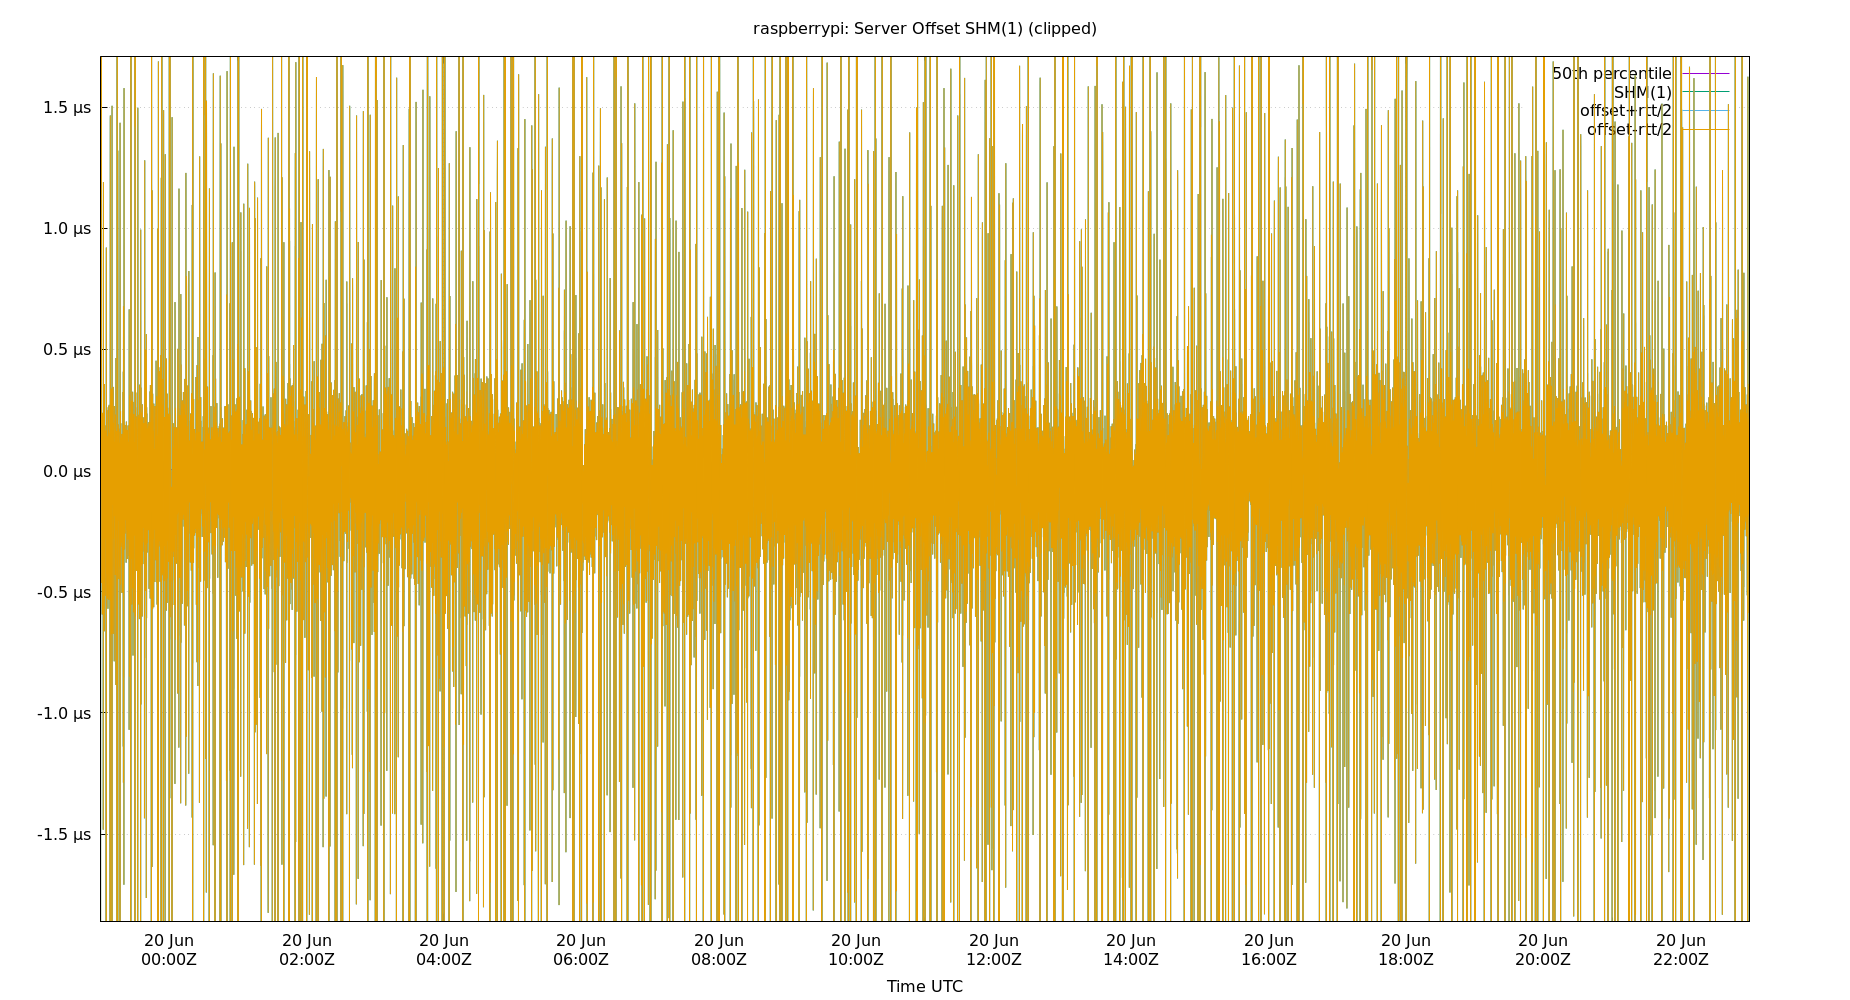 raspberrypi: Server Offset SHM(1) (clipped)
50th percentile
SHM(1)
offset+rtt/2
offset-rtt/2
1.5 µs
1.0 µs
0.5 µs
0.0 µs
-0.5 µs
-1.0 µs
-1.5 µs
20 Jun 20 Jun 20 Jun 20 Jun 20 Jun 20 Jun 20 Jun 20 Jun 20 Jun 20 Jun 20 Jun 20 Jun
00:00Z 02:00Z 04:00Z 06:00Z 08:00Z 10:00Z 12:00Z 14:00Z 16:00Z 18:00Z 20:00Z 22:00Z
Time UTC